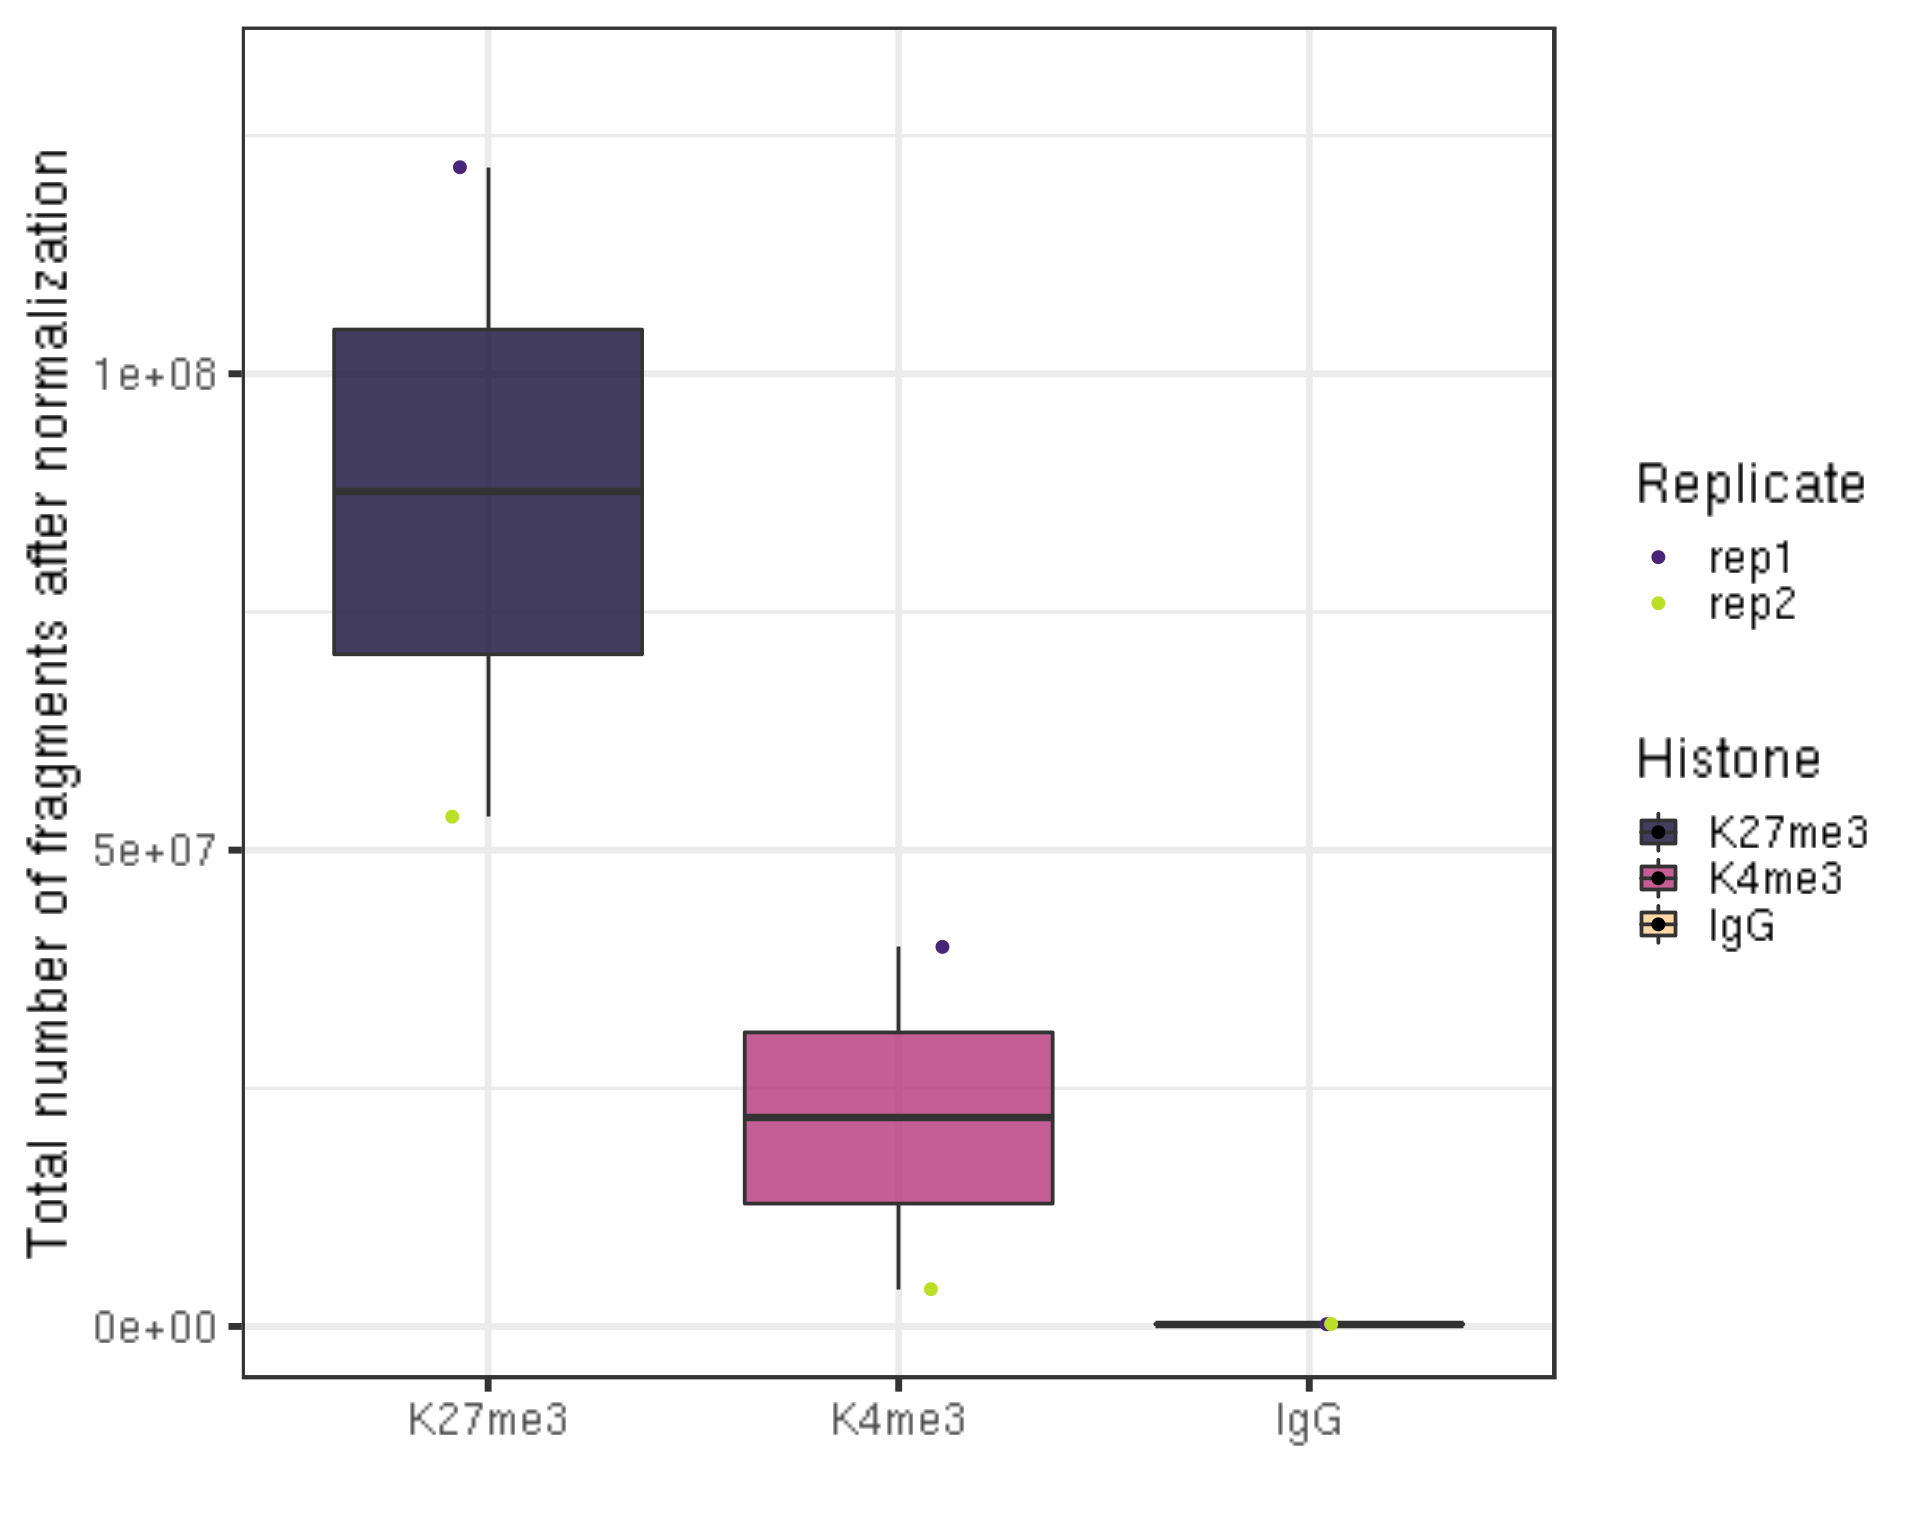 Total number of fragments after normalization
1e+08
5e+07
0e+00
K27me3
K4me3
IgG
Replicate
rep1
rep2
Histone
K27me3
K4me3
IgG